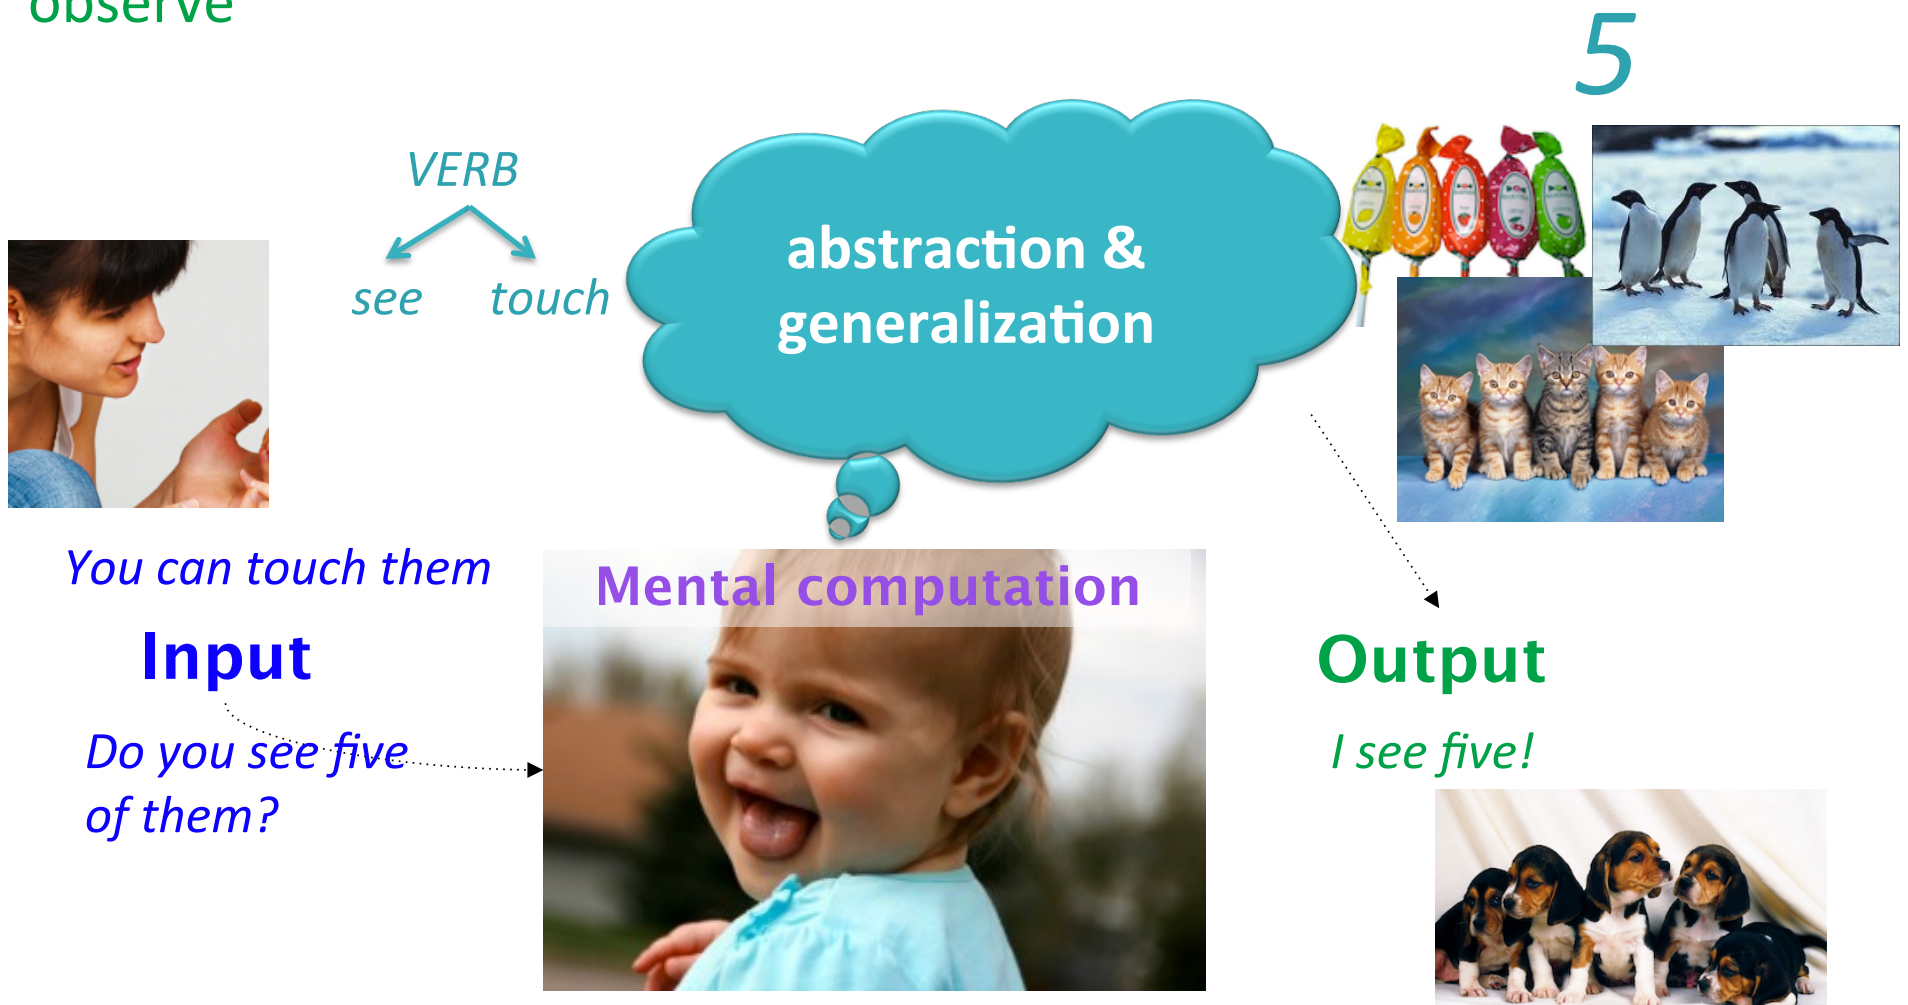 observe
5
VERB
see touch
abstraction &
generalization
You can touch them
Mental computation
Input
Output
Do you see five
of them?
I see five!